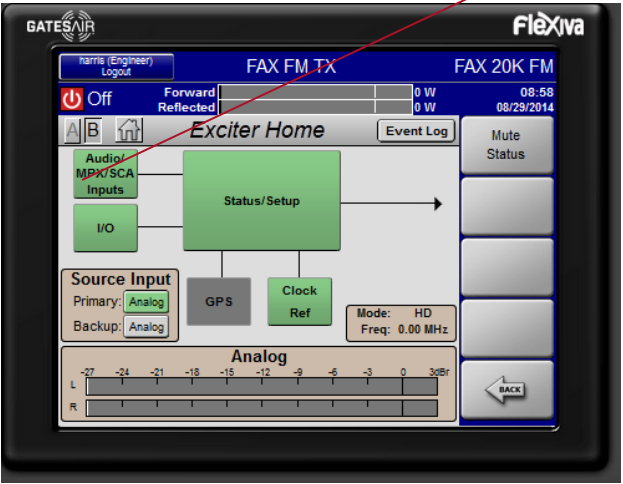 GATESAIR
Flexiva
harris (Engineer)
Logout
FAX FM TX
FAX 20K FM
Off
Forward
0 W
Reflected
0 W
08:58
08/29/2014
A B
Exciter Home
Event Log
Mute
Status
Audio/
MPX/SCA
Inputs
Status/Setup
I/O
Source Input
Primary: Analog
Backup: Analog
GPS
Clock
Ref
Mode: HD
Freq: 0.00 MHz
Analog
-27 -24 -21 -18 -15 -12 -9 -6 -3 0 3dBr
L
R
BACK